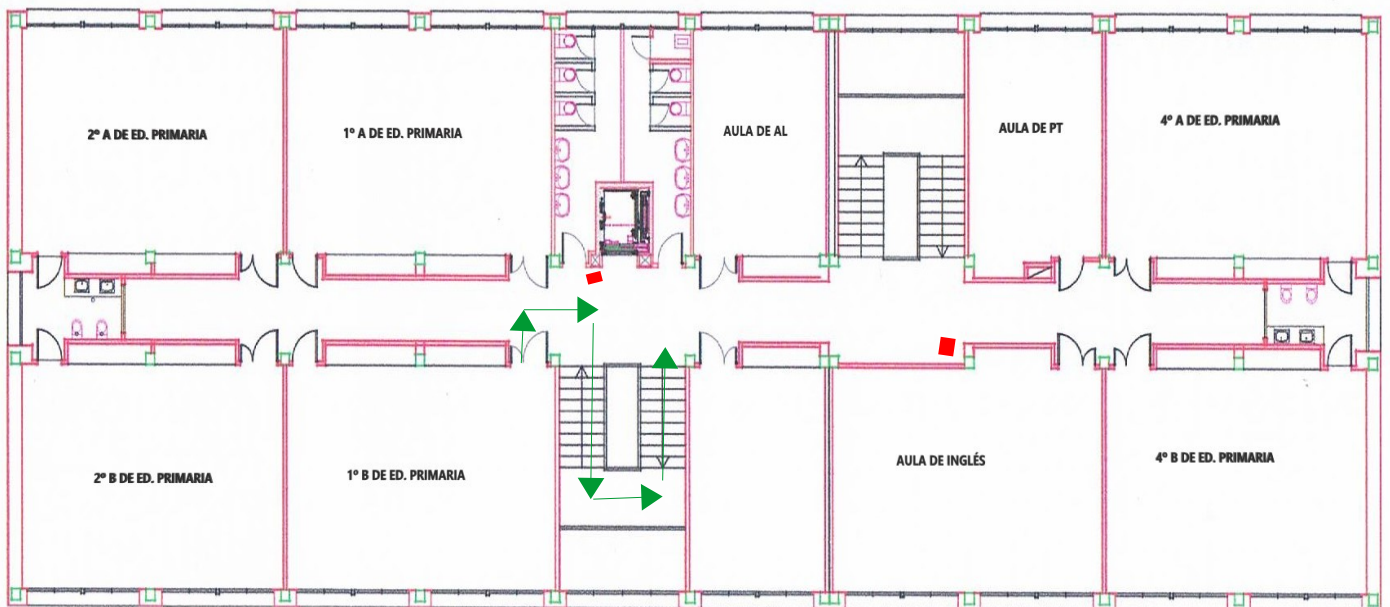 2º A DE ED. PRIMARIA
1º A DE ED. PRIMARIA
AULA DE AL
AULA DE PT
4º A DE ED. PRIMARIA
2º B DE ED. PRIMARIA
1º B DE ED. PRIMARIA
AULA DE INGLÉS
4º B DE ED. PRIMARIA